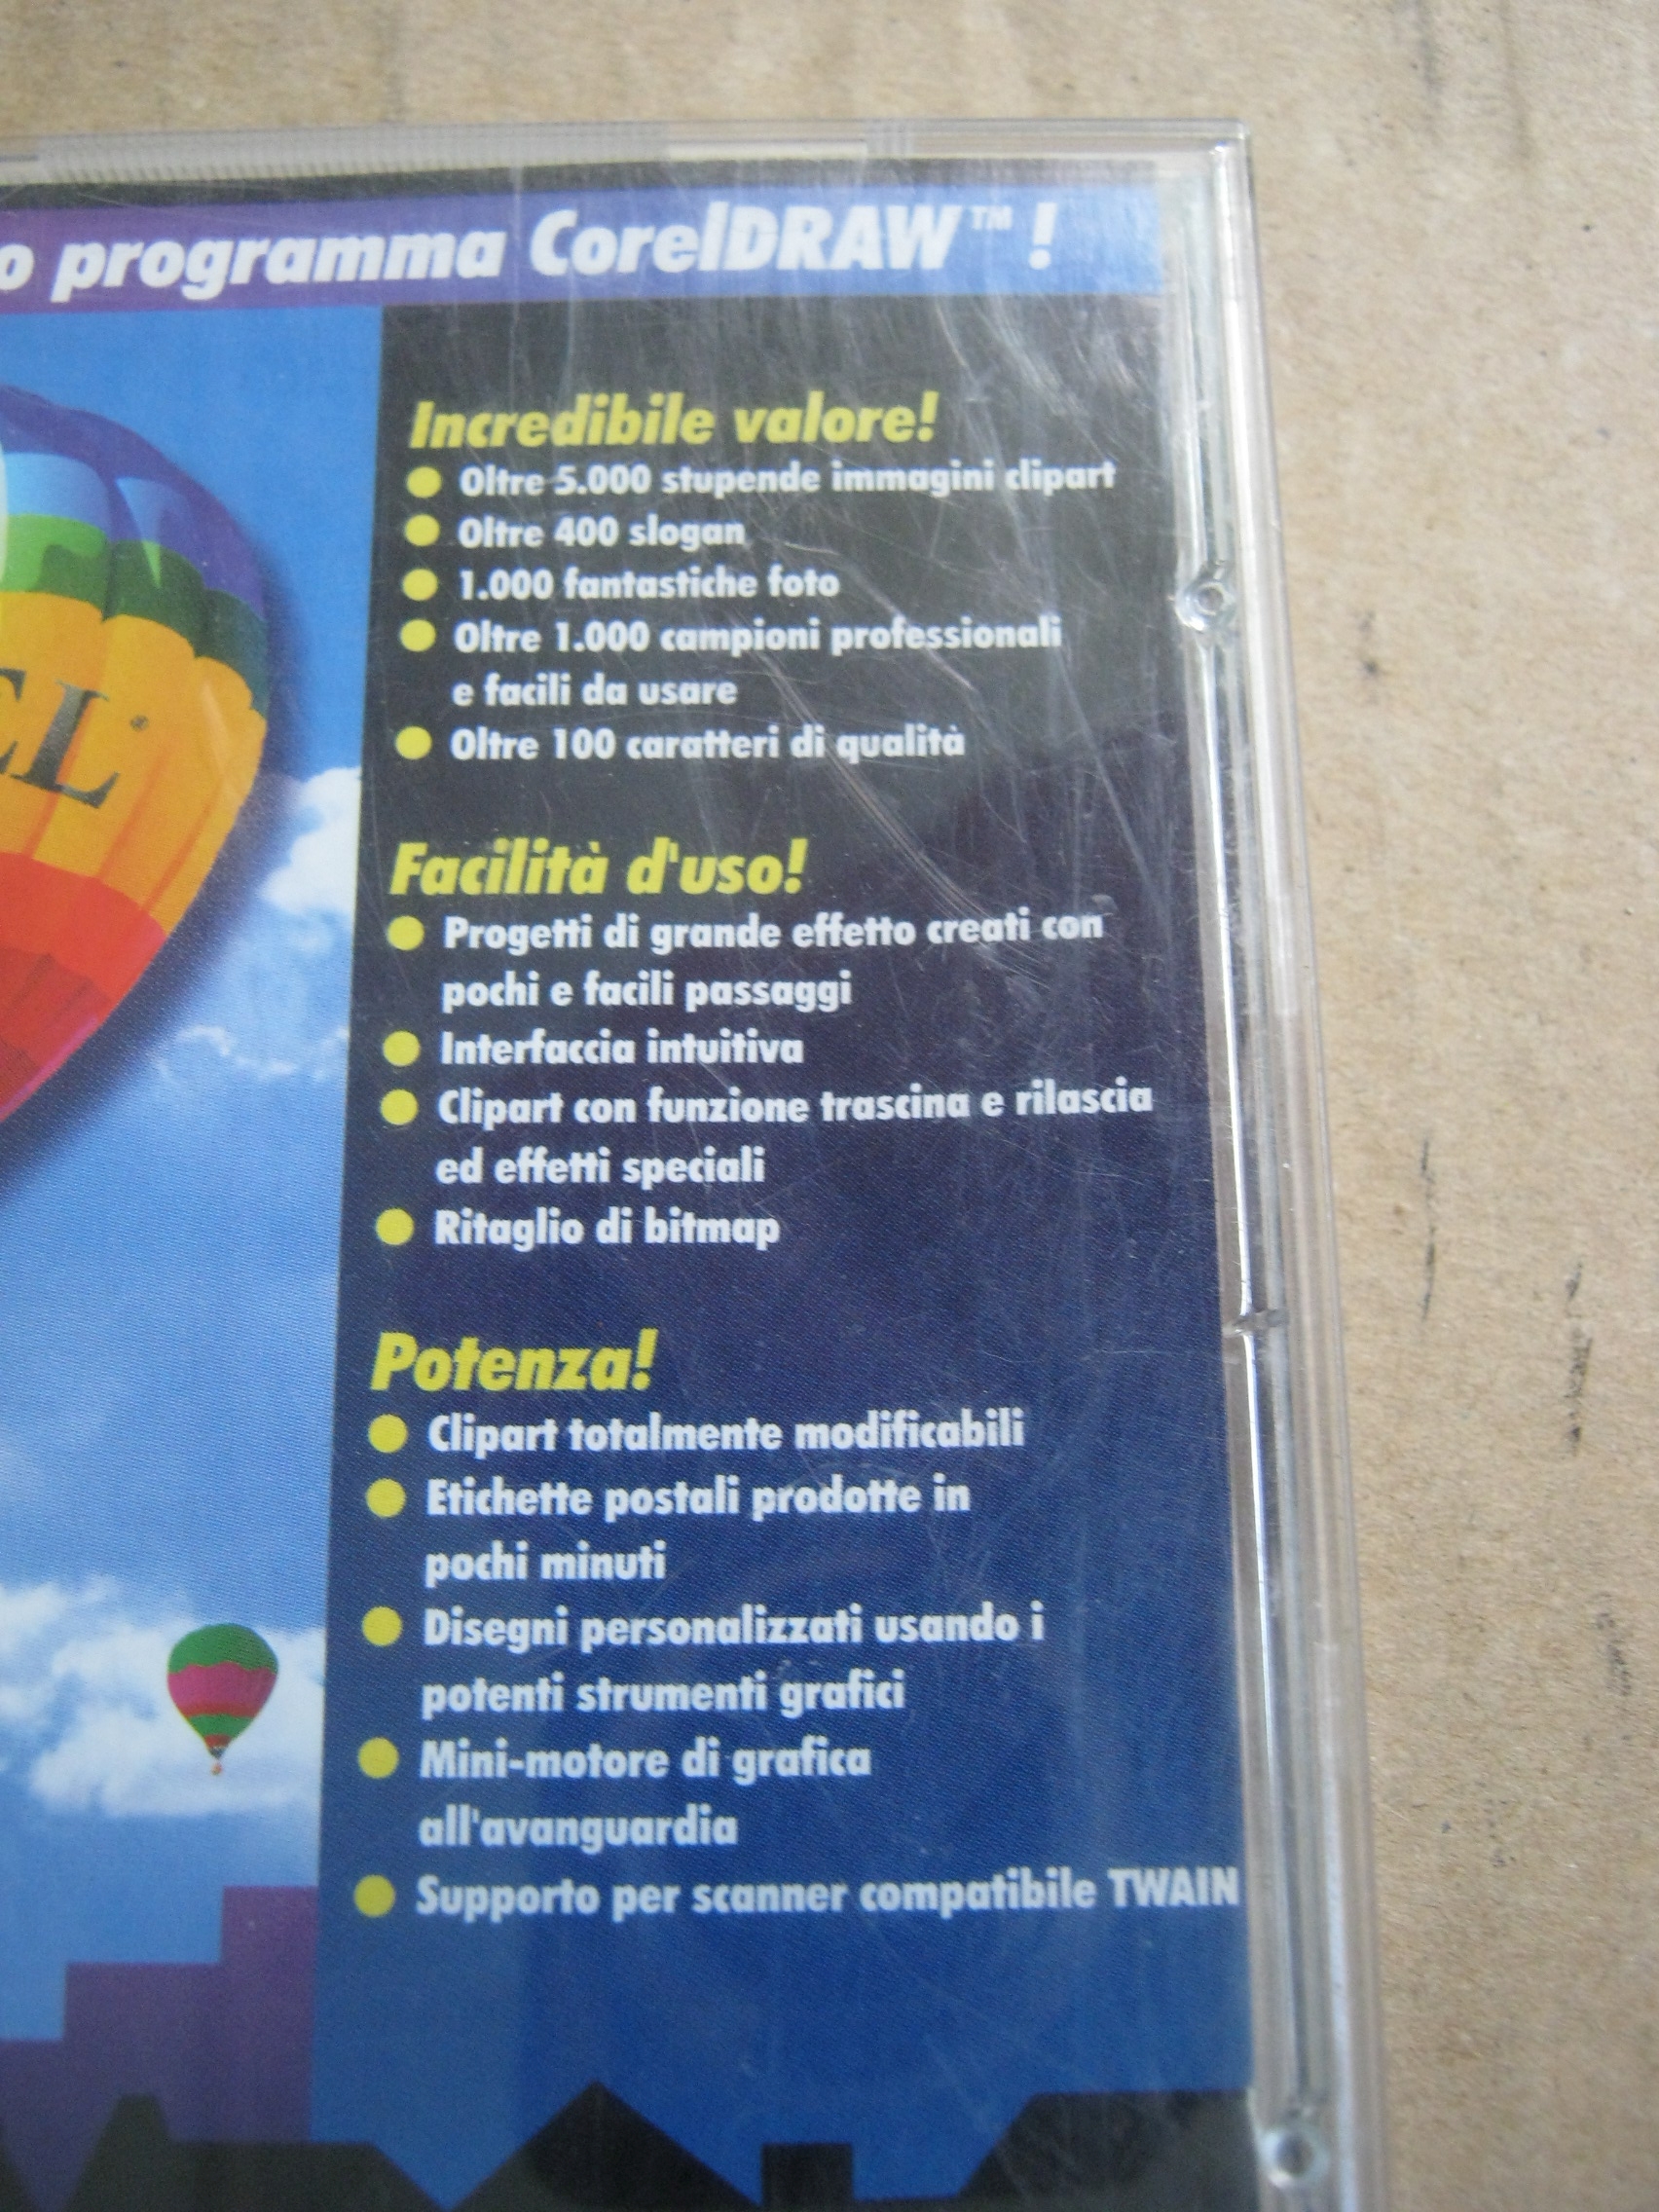 o programma CorelDRAW™ !
EL®
Incredibile valore!
Oltre 5.000 stupende immagini clipart
Oltre 400 slogan
1.000 fantastiche foto
Oltre 1.000 campioni professionali
e facili da usare
Oltre 100 caratteri di qualità
Facilità d'uso!
Progetti di grande effetto creati con
pochi e facili passaggi
Interfaccia intuitiva
Clipart con funzione trascina e rilascia
ed effetti speciali
Ritaglio di bitmap
Potenza!
Clipart totalmente modificabili
Etichette postali prodotte in
pochi minuti
Disegni personalizzati usando i
potenti strumenti grafici
Mini-motore di grafica
all'avanguardia
Supporto per scanner compatibile TWAIN